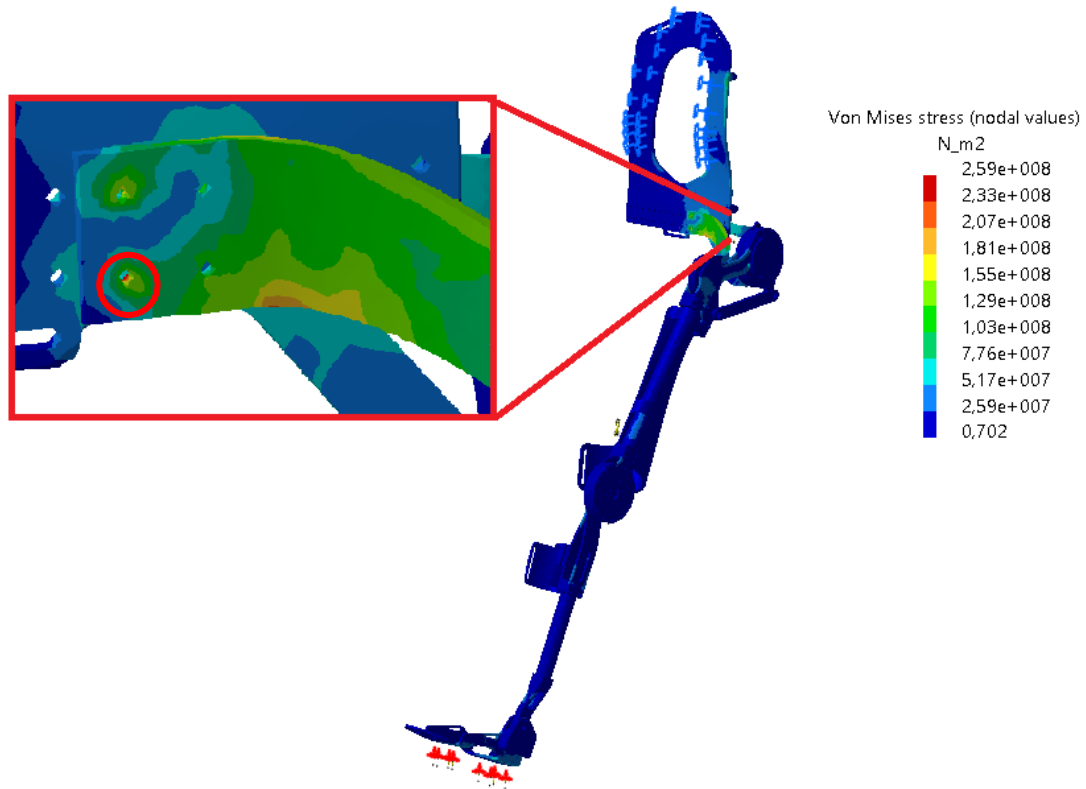 Von Mises stress (nodal values)
N_m2
2,59e+008
2,33e+008
2,07e+008
1,81e+008
1,55e+008
1,29e+008
1,03e+008
7,76e+007
5,17e+007
2,59e+007
0,702